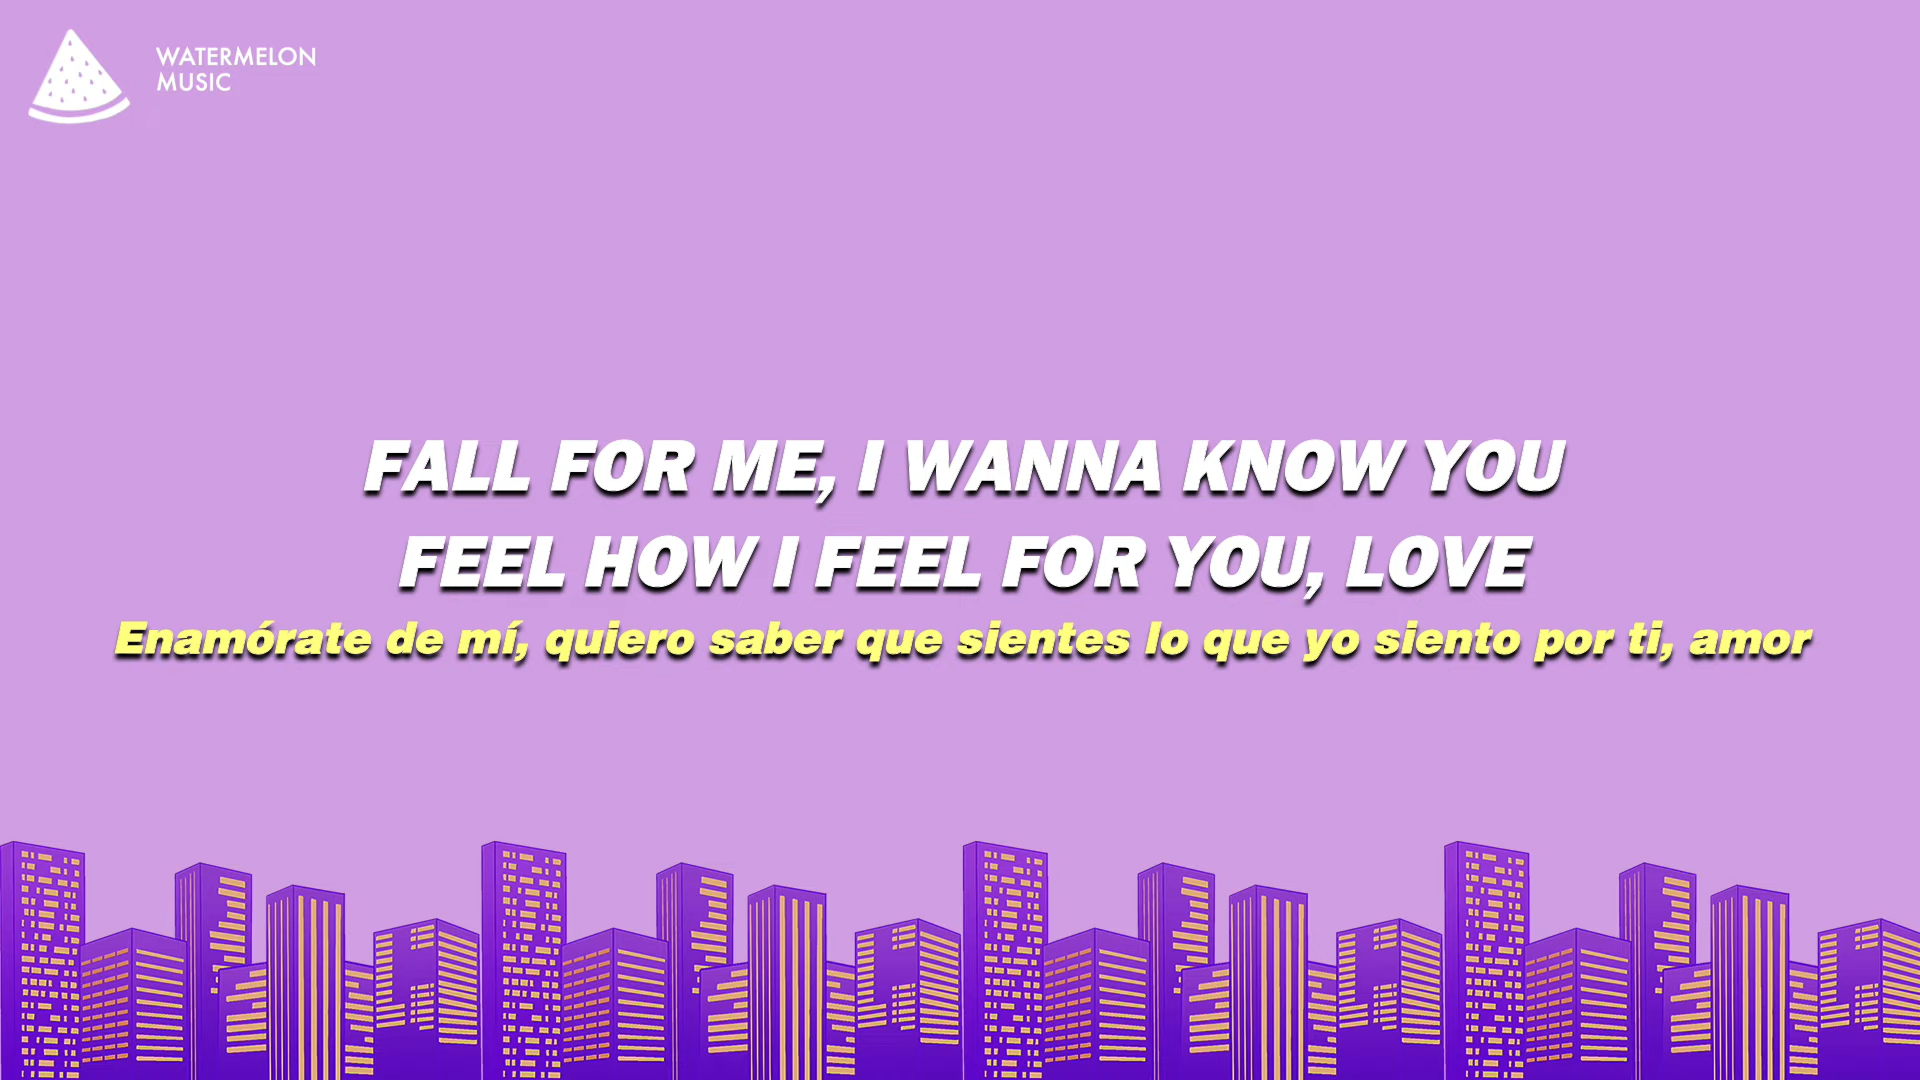 WATERMELON
MUSIC
FALL FOR ME, I WANNA KNOW YOU
FEEL HOW I FEEL FOR YOU, LOVE
Enamórate de mí, quiero saber que sientes lo que yo siento por ti, amor